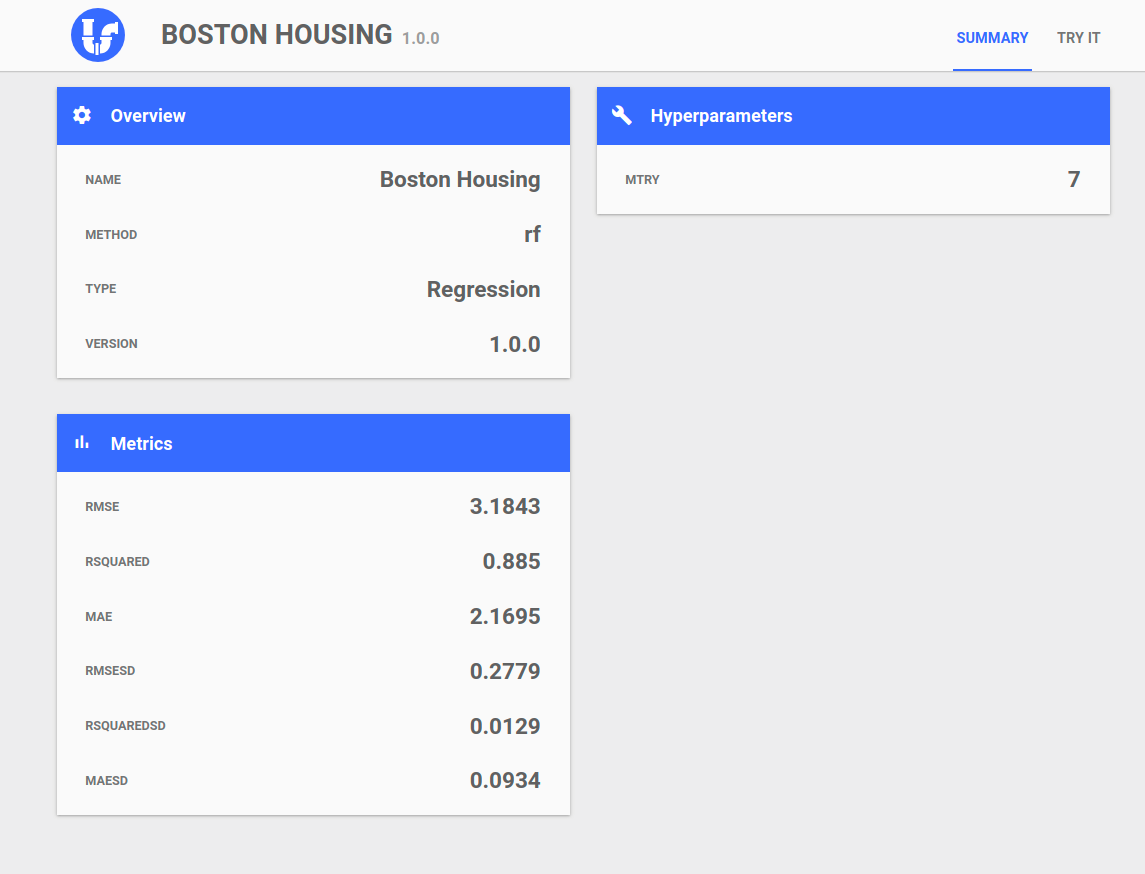 BOSTON HOUSING 1.0.0
SUMMARY TRY IT
Overview
NAME Boston Housing
METHOD rf
TYPE Regression
VERSION 1.0.0
Hyperparameters
MTRY 7
Metrics
RMSE 3.1843
RSQUARED 0.885
MAE 2.1695
RMSESD 0.2779
RSQUAREDSD 0.0129
MAESD 0.0934